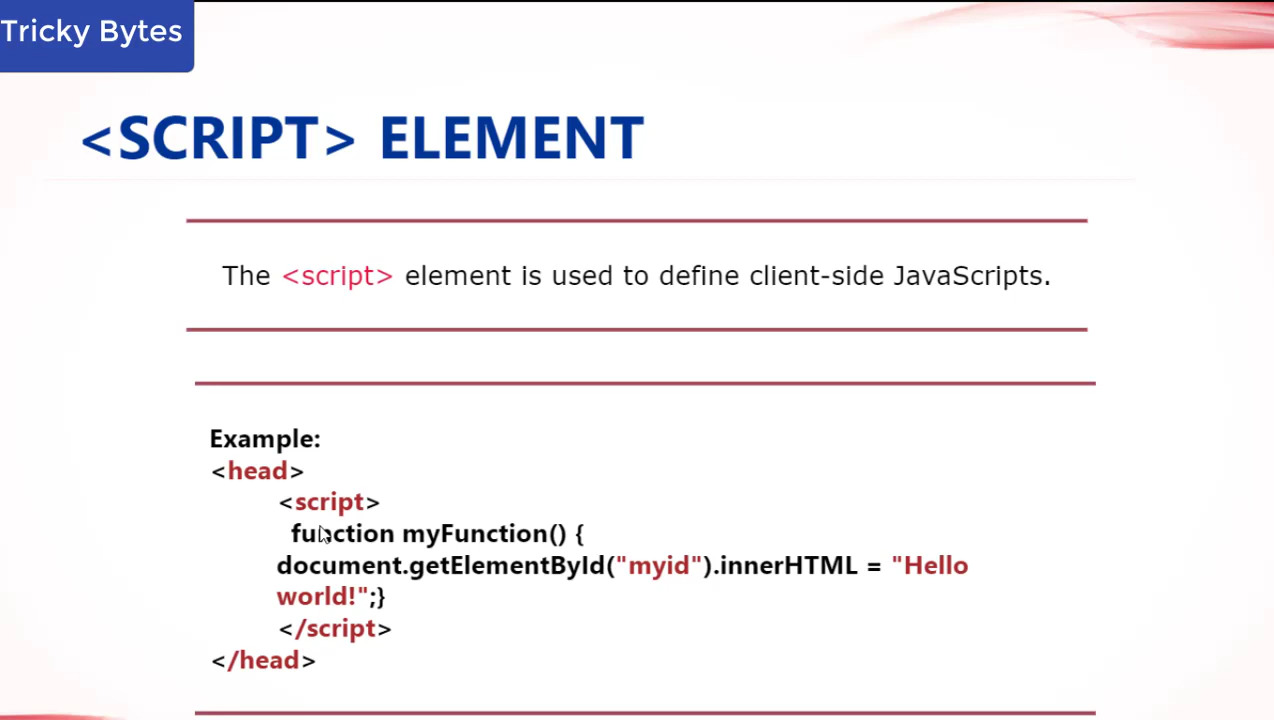 Tricky Bytes
<SCRIPT> ELEMENT
The <script> element is used to define client-side JavaScripts.
Example:
<head>
<script>
function myFunction() {
document.getElementById("myid").innerHTML = "Hello
world!";}
</script>
</head>